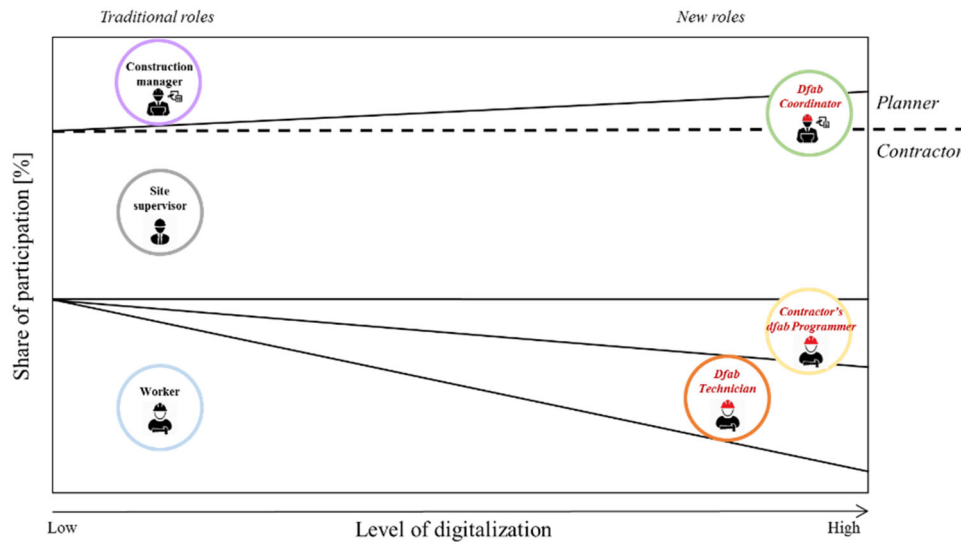 Traditional roles
New roles
Construction
manager
Dfab
Coordinator
Planner
Contractor
Site
supervisor
Share of participation [%]
Contractor's
dfab Programmer
Dfab
Technician
Worker
Low
Level of digitalization
High